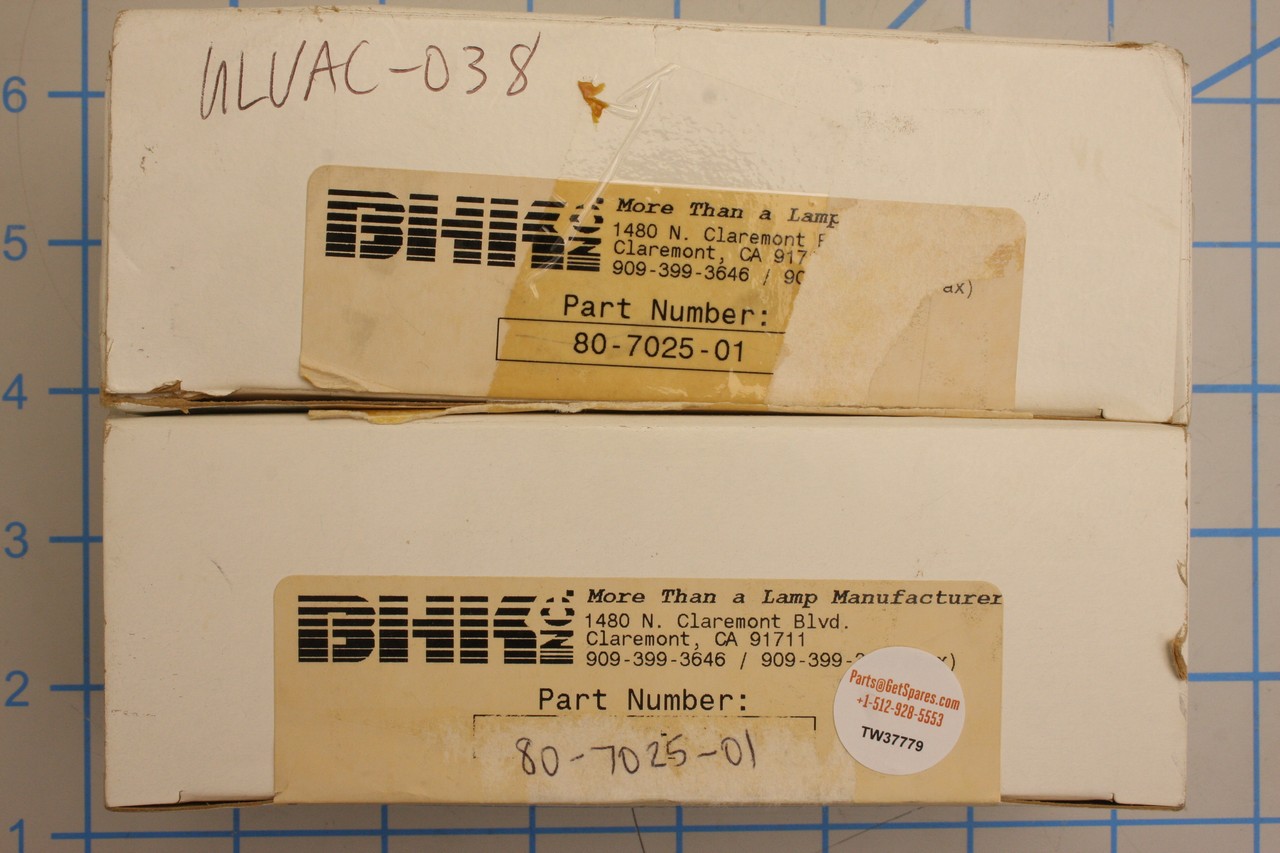 6
ULVAC-038
BHK INC
More Than a Lamp
5
1480 N. Claremont
Claremont, CA 917
909-399-3646 / 90
ax)
Part Number:
80-7025-01
4
3
BHK INC
More Than a Lamp Manufacturer
1480 N. Claremont Blvd.
Claremont, CA 91711
909-399-3646 / 909-399-
x)
2
Part Number:
80-7025-01
Parts@GetSpares.com
+1-512-928-5553
TW37779
1